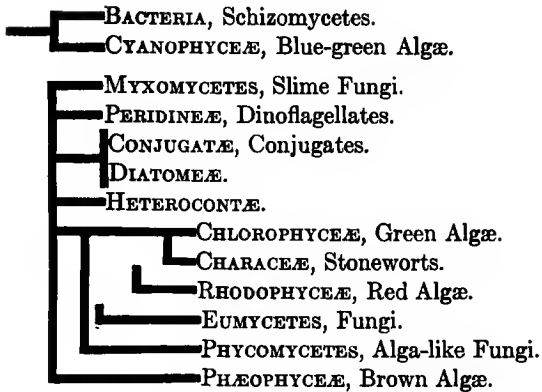 BACTERIA, Schizomycetes.
CYANOPHYCEÆ, Blue-green Algæ.
MYXOMYCETES, Slime Fungi.
PERIDINEÆ, Dinoflagellates.
CONJUGATÆ, Conjugates.
DIATOMEÆ.
HETEROCONTÆ.
CHLOROPHYCEÆ, Green Algæ.
CHARACEÆ, Stoneworts.
RHODOPHYCEÆ, Red Algæ.
EUMYCETES, Fungi.
PHYCOMYCETES, Alga-like Fungi.
PHÆOPHYCEÆ, Brown Algæ.